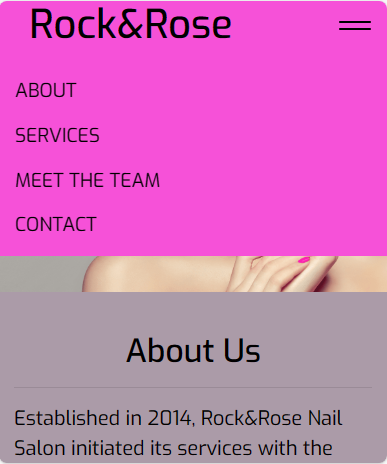 Rock&Rose
ABOUT
SERVICES
MEET THE TEAM
CONTACT
About Us
Established in 2014, Rock&Rose Nail
Salon initiated its services with the